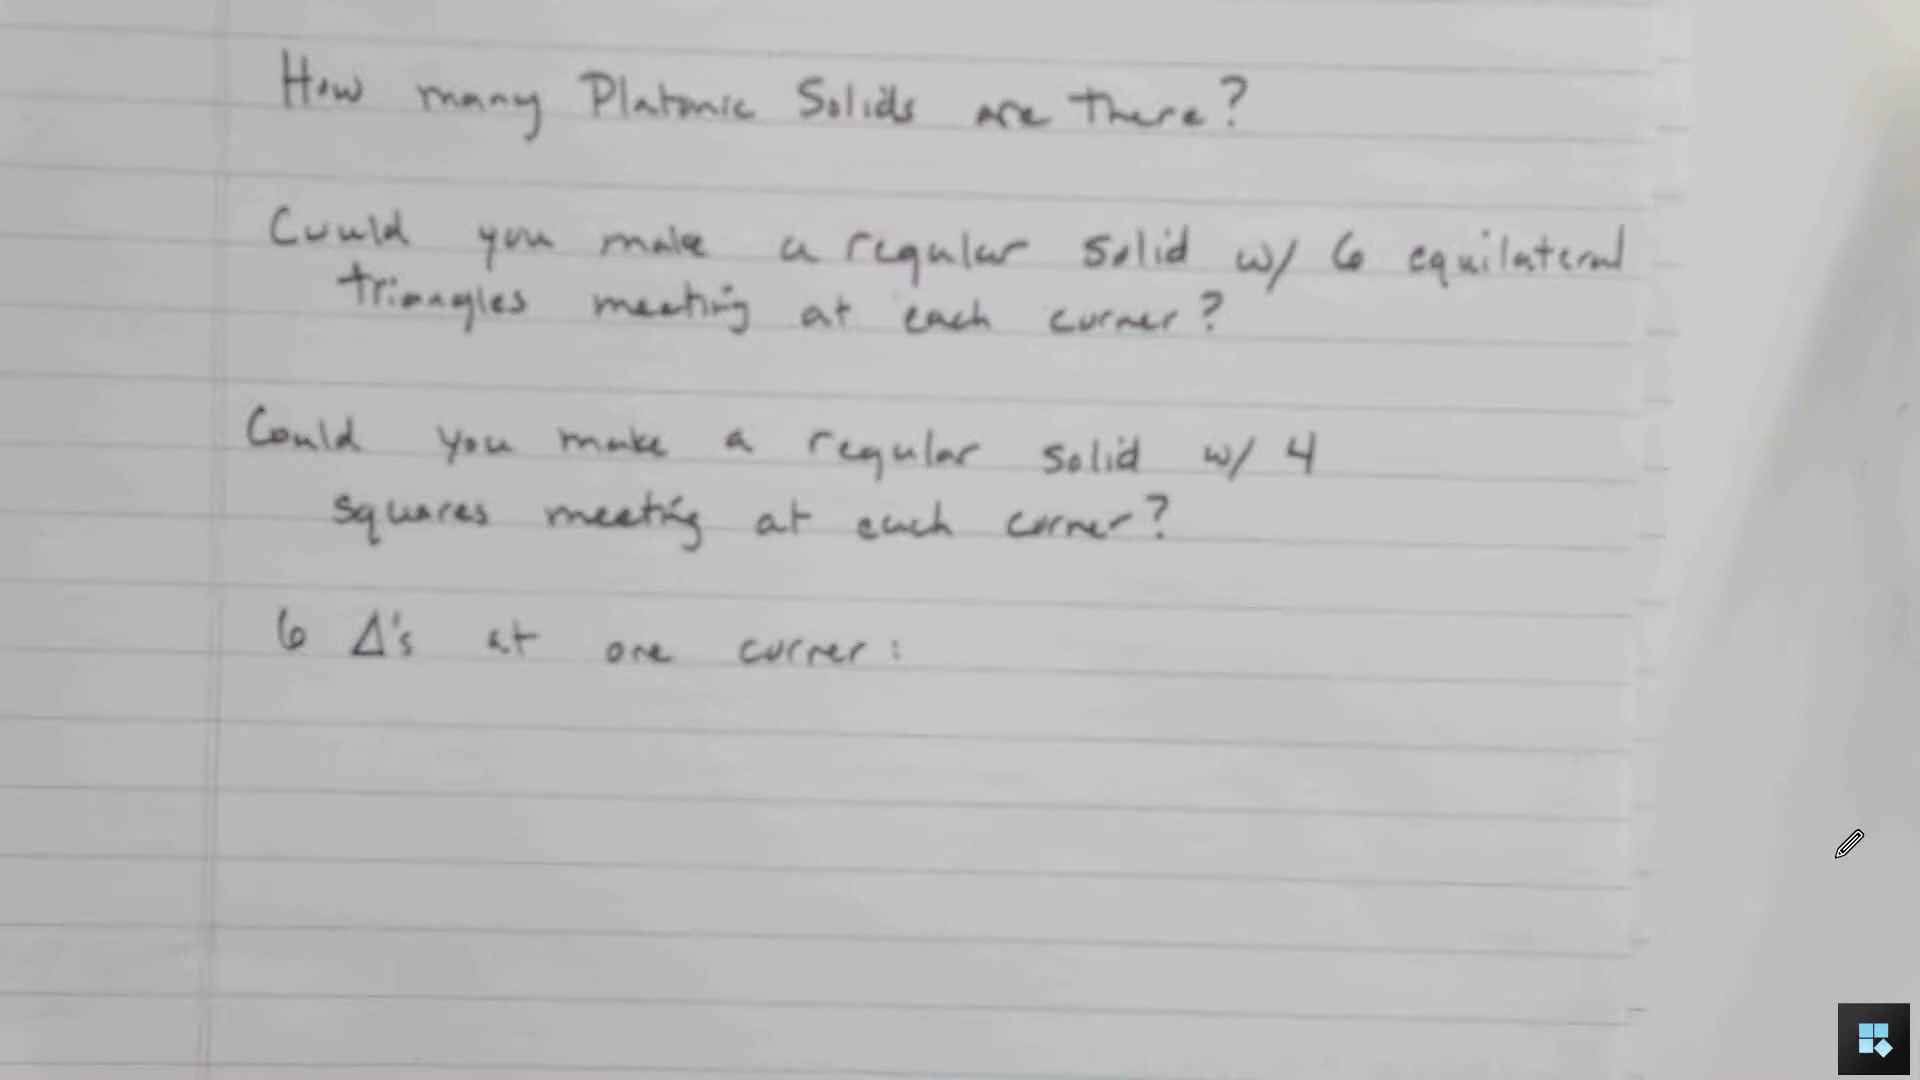 How many Platonic Solids are there?
Could you make a regular solid w/ 6 equilateral
triangles meeting at each corner?
Could you make a regular solid w/ 4
squares meeting at each corner?
6 Δ's at one corner: